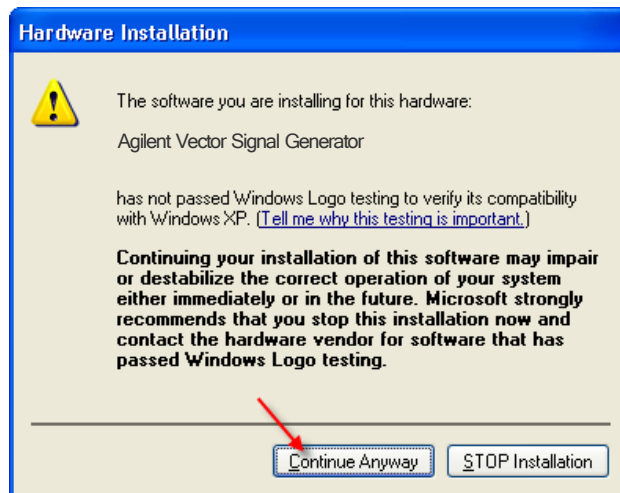 Hardware Installation
The software you are installing for this hardware:
Agilent Vector Signal Generator
has not passed Windows Logo testing to verify its compatibility
with Windows XP. (Tell me why this testing is important.)
Continuing your installation of this software may impair
or destabilize the correct operation of your system
either immediately or in the future. Microsoft strongly
recommends that you stop this installation now and
contact the hardware vendor for software that has
passed Windows Logo testing.
Continue Anyway STOP Installation